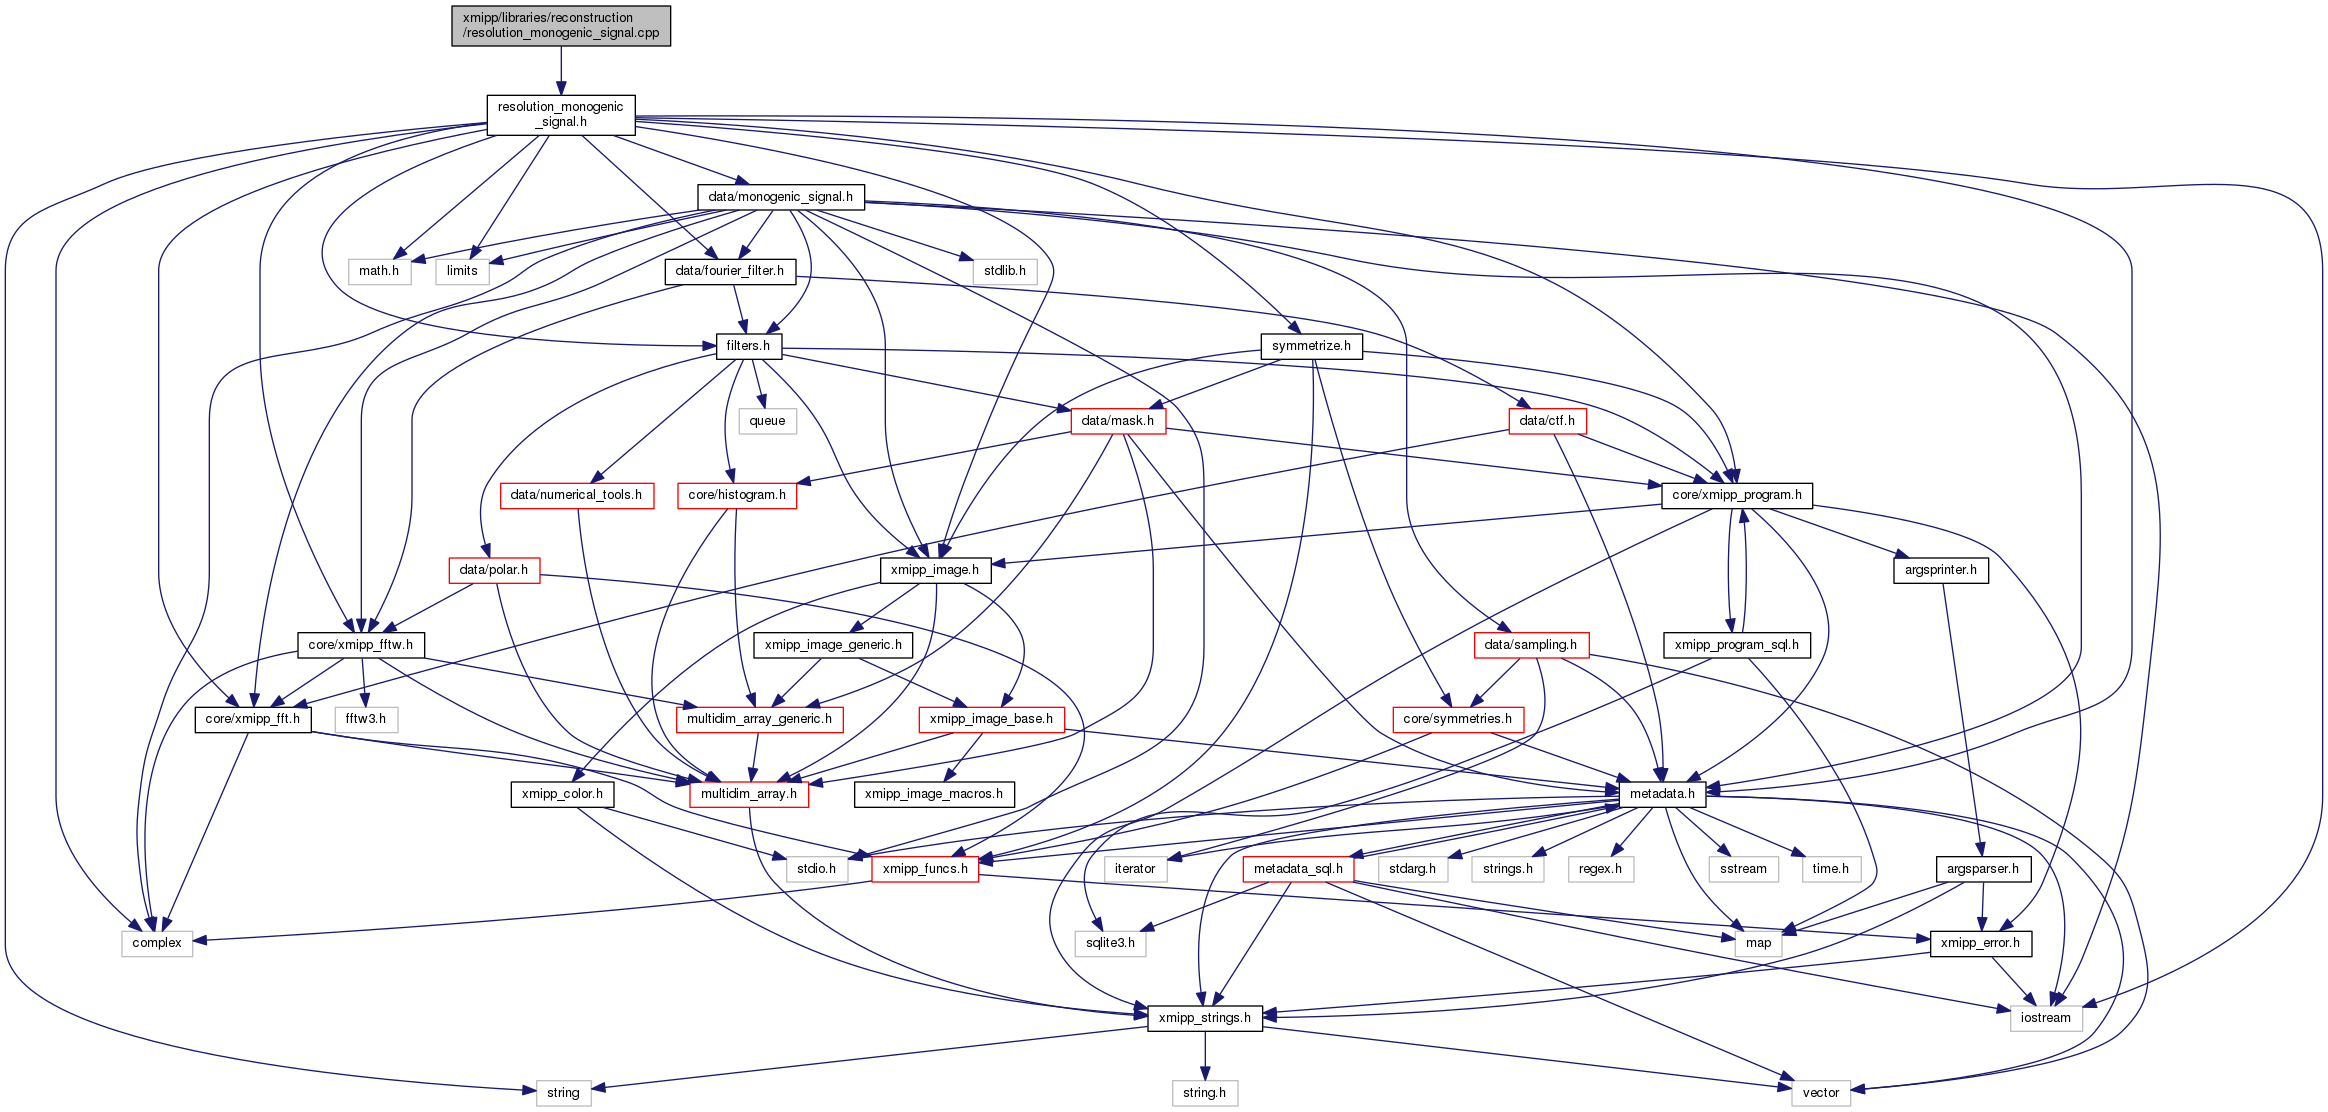 xmipp/libraries/reconstruction
/resolution_monogenic_signal.cpp
resolution_monogenic
_signal.h
data/monogenic_signal.h
math.h
limits
data/fourier_filter.h
stdlib.h
filters.h
symmetrize.h
queue
data/mask.h
data/ctf.h
data/numerical_tools.h
core/histogram.h
core/xmipp_program.h
data/polar.h
xmipp_image.h
argsprinter.h
core/xmipp_fftw.h
xmipp_image_generic.h
data/sampling.h
xmipp_program_sql.h
core/xmipp_fft.h
fftw3.h
multidim_array_generic.h
xmipp_image_base.h
core/symmetries.h
xmipp_color.h
multidim_array.h
xmipp_image_macros.h
metadata.h
stdio.h
xmipp_funcs.h
iterator
metadata_sql.h
stdarg.h
strings.h
regex.h
sstream
time.h
argsparser.h
complex
sqlite3.h
map
xmipp_error.h
xmipp_strings.h
iostream
string
string.h
vector